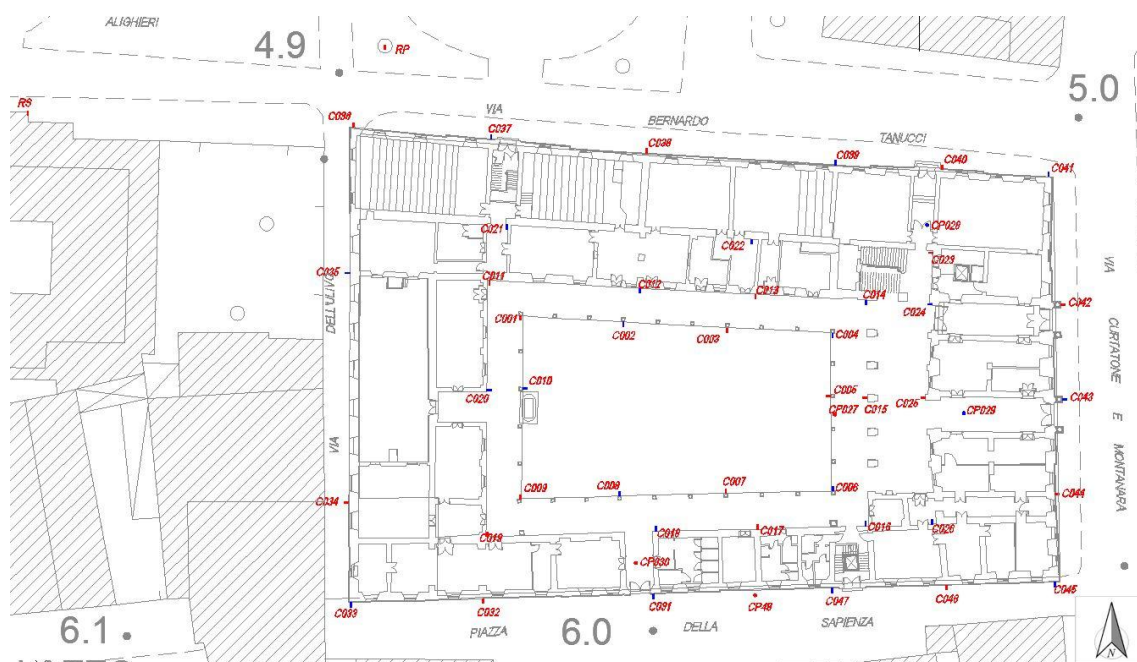 ALIGHIERI
4.9
RP
5.0
RS
VIA
BERNARDO
TANUCCI
C036
C037
C038
C039
C040
C041
C021
C022
CP028
C023
VIA
C035
C011
C012
C013
C014
C024
C042
DELL'ULIVO
C001
C002
C003
C004
CURTATONE
C010
C020
C005
C015
C025
CP027
CP029
C043
E
VIA
MONTANARA
C009
C008
C007
C006
C034
C044
C019
C018
C017
C016
C026
CP030
C033
C032
C031
CP48
C047
C046
C045
6.1
PIAZZA
6.0
DELLA
SAPIENZA
N